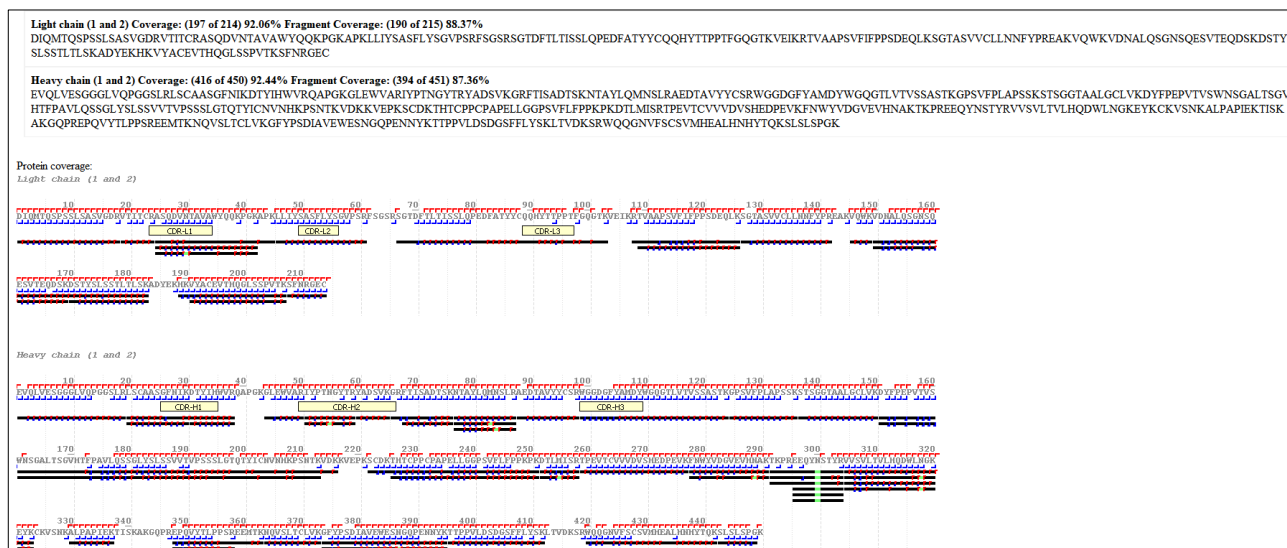 Light chain (1 and 2) Coverage: (197 of 214) 92.06% Fragment Coverage: (190 of 215) 88.37%
DIQMTQSPSSLSASVGDRVTITCRASQDVNTAVAWYQQKPGKAPKLLIYSASFLYSGVPSRFSGSRSGTDFTLTISSLQPEDFATYYCQQHYTTPPTFGQGTKVEIKRTVAAPSVFIFPPSDEQLKSGTASVVCLLNNFYPREAKVQWKVDNALQSGNSQESVTEQDSKDSTY
SLSSTLTLSKADYEKHKVYACEVTHQGLSSPVTKSFNRGEC
Heavy chain (1 and 2) Coverage: (416 of 450) 92.44% Fragment Coverage: (394 of 451) 87.36%
EVQLVESGGGLVQPGGSLRLSCAASGFNIKDTYIHWVRQAPGKGLEWVARIYPTNGYTRYADSVKGRFTISADTSKNTAYLQMNSLRAEDTAVYYCSRWGGDGFYAMDYWGQGTLVTVSSASTKGPSVFPLAPSSKSTSGGTAALGCLVKDYFPEPVTVSWNSGALTSGV
HTFPAVLQSSGLYSLSSVVTVPSSSLGTQTYICNVNHKPSNTKVDKKVEPKSCDKTHTCPPCPAPELLGGPSVFLFPPKPKDTLMISRTPEVTCVVVDVSHEDPEVKFNWYVDGVEVHNAKTKPREEQYNSTYRVVSVLTVLHQDWLNGKEYKCKVSNKALPAPIEKTISK
AKGQPREPQVYTLPPSREEMTKNQVSLTCLVKGFYPSDIAVEWESNGQPENNYKTTPPVLDSDGSFFLYSKLTVDKSRWQQGNVFSCSVMHEALHNHYTQKSLSLSPGK
Protein coverage:
Light chain (1 and 2)
10 20 30 40 50 60 70 80 90 100 110 120 130 140 150 160
DIQMTQSPSSLSASVGDRVTITCRASQDVNTAVAWYQQKPGKAPKLLIYSASFLYSGVPSRFSGSRSGTDFTLTISSLQPEDFATYYCQQHYTTPPTFGQGTKVEIKRTVAAPSVFIFPPSDEQLKSGTASVVCLLNNFYPREAKVQWKVDNALQSGNSQ
CDR-L1 CDR-L2 CDR-L3
170 180 190 200 210
ESVTEQDSKDSTYSLSSTLTLSKADYEKHKVYACEVTHQGLSSPVTKSFNRGEC
Heavy chain (1 and 2)
10 20 30 40 50 60 70 80 90 100 110 120 130 140 150 160
EVQLVESGGGLVQPGGSLRLSCAASGFNIKDTYIHWVRQAPGKGLEWVARIYPTNGYTRYADSVKGRFTISADTSKNTAYLQMNSLRAEDTAVYYCSRWGGDGFYAMDYWGQGTLVTVSSASTKGPSVFPLAPSSKSTSGGTAALGCLVKDYFPEPVTVS
CDR-H1 CDR-H2 CDR-H3
170 180 190 200 210 220 230 240 250 260 270 280 290 300 310 320
WNSGALTSGVHTFPAVLQSSGLYSLSSVVTVPSSSLGTQTYICNVNHKPSNTKVDKKVEPKSCDKTHTCPPCPAPELLGGPSVFLFPPKPKDTLMISRTPEVTCVVVDVSHEDPEVKFNWYVDGVEVHNAKTKPREEQYNSTYRVVSVLTVLHQDWLNGK
330 340 350 360 370 380 390 400 410 420 430 440
EYKCKVSNKALPAPIEKTISKAKGQPREPQVYTLPPSREEMTKNQVSLTCLVKGFYPSDIAVEWESNGQPENNYKTTPPVLDSDGSFFLYSKLTVDKSRWQQGNVFSCSVMHEALHNHYTQKSLSLSPGK